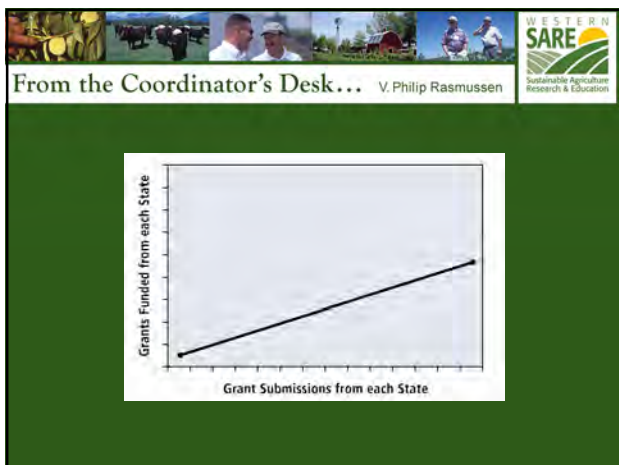 WESTERN
SARE
Sustainable Agriculture
Research & Education
From the Coordinator's Desk... V. Philip Rasmussen
Grants Funded from each State
Grant Submissions from each State